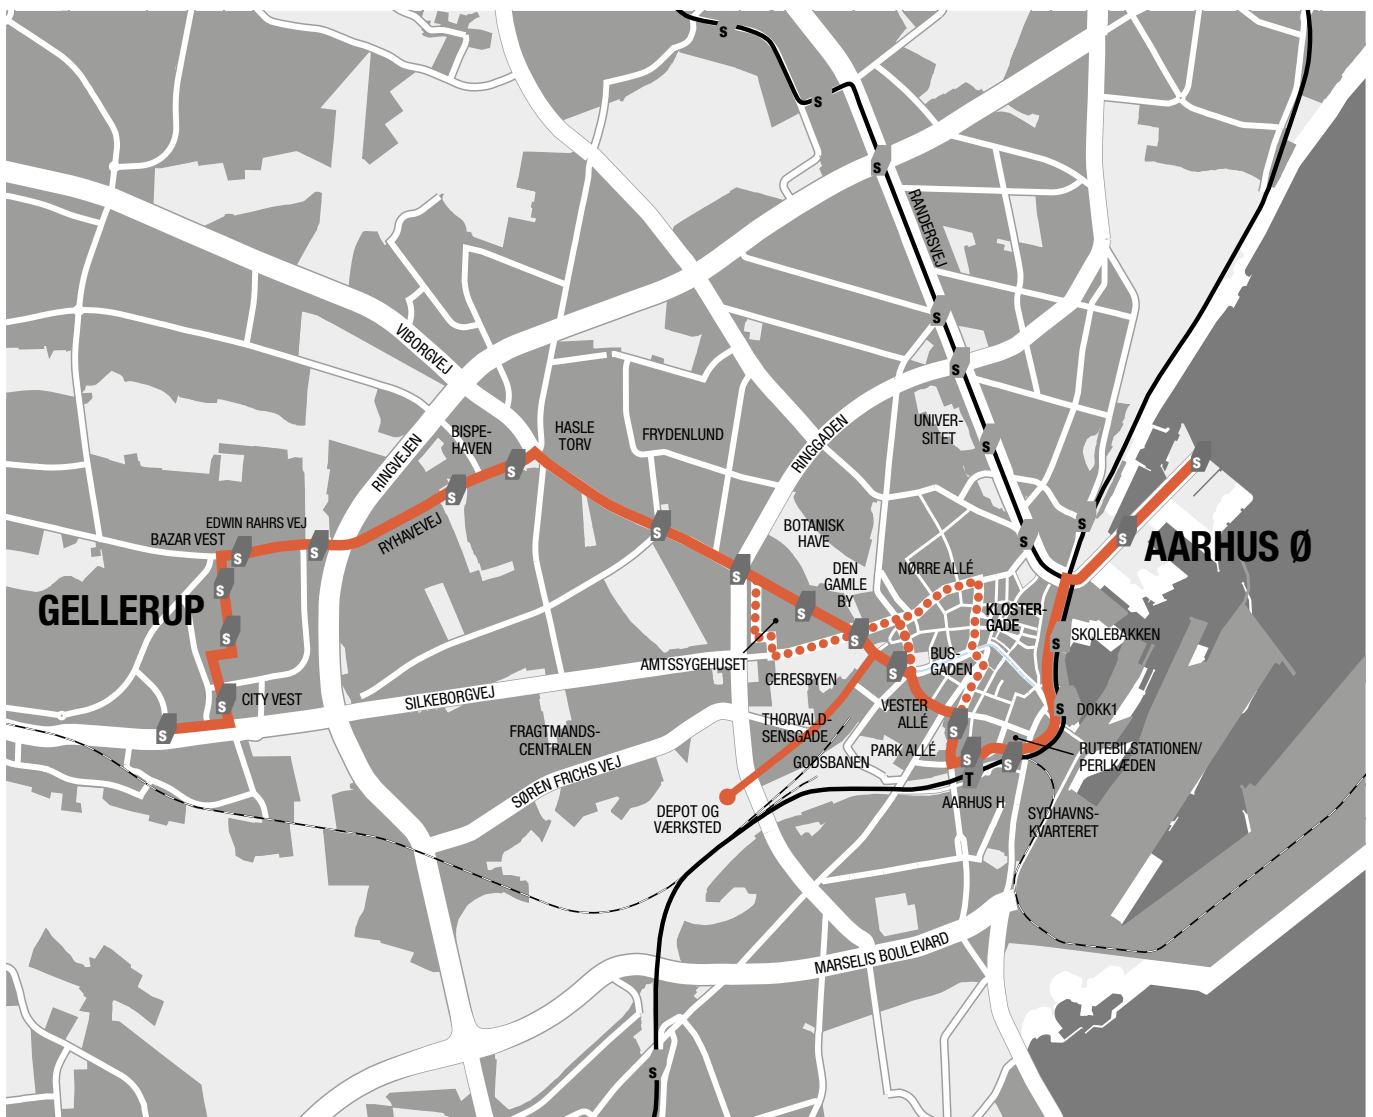 S
S
S
RANDERSVEJ
S
VIBORGVEJ
S
RINGVEJEN
BISPE-
HAVEN
HASLE
TORV
FRYDENLUND
RINGGADEN
UNIVER-
SITET
S
S
S
S
EDWIN RAHRS VEJ
BAZAR VEST
S
S
RYHAVEVEJ
S
BOTANISK
HAVE
S
S
S
AARHUS Ø
S
DEN
GAMLE
BY
NØRRE ALLÉ
GELLERUP
S
S
S
S
KLOSTER-
GADE
S
SKOLEBAKKEN
AMTSSYGEHUSET
CERESBYEN
BUS-
GADEN
S
S
CITY VEST
SILKEBORGVEJ
S
S
DOKK1
VESTER
ALLÉ
S
THORVALD-
SENSGADE
FRAGTMANDS-
CENTRALEN
GODSBANEN
PARK ALLÉ
S
S
RUTEBILSTATIONEN/
PERLKÆDEN
T
AARHUS H
SØREN FRICHS VEJ
DEPOT OG
VÆRKSTED
SYDHAVNS-
KVARTERET
MARSELIS BOULEVARD
S